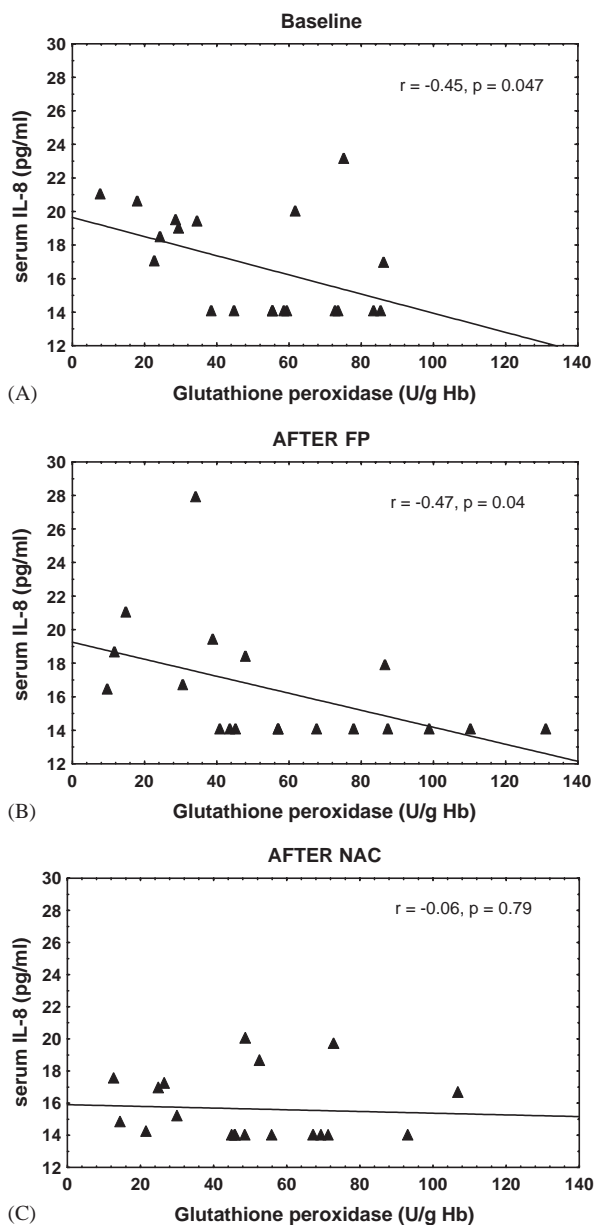 Baseline
30
28
26
24
22
20
18
16
14
12
serum IL-8 (pg/ml)
r = -0.45, p = 0.047
0 20 40 60 80 100 120 140
(A) Glutathione peroxidase (U/g Hb)
AFTER FP
30
28
26
24
22
20
18
16
14
12
serum IL-8 (pg/ml)
r = -0.47, p = 0.04
0 20 40 60 80 100 120 140
(B) Glutathione peroxidase (U/g Hb)
AFTER NAC
30
28
26
24
22
20
18
16
14
12
serum IL-8 (pg/ml)
r = -0.06, p = 0.79
0 20 40 60 80 100 120 140
(C) Glutathione peroxidase (U/g Hb)